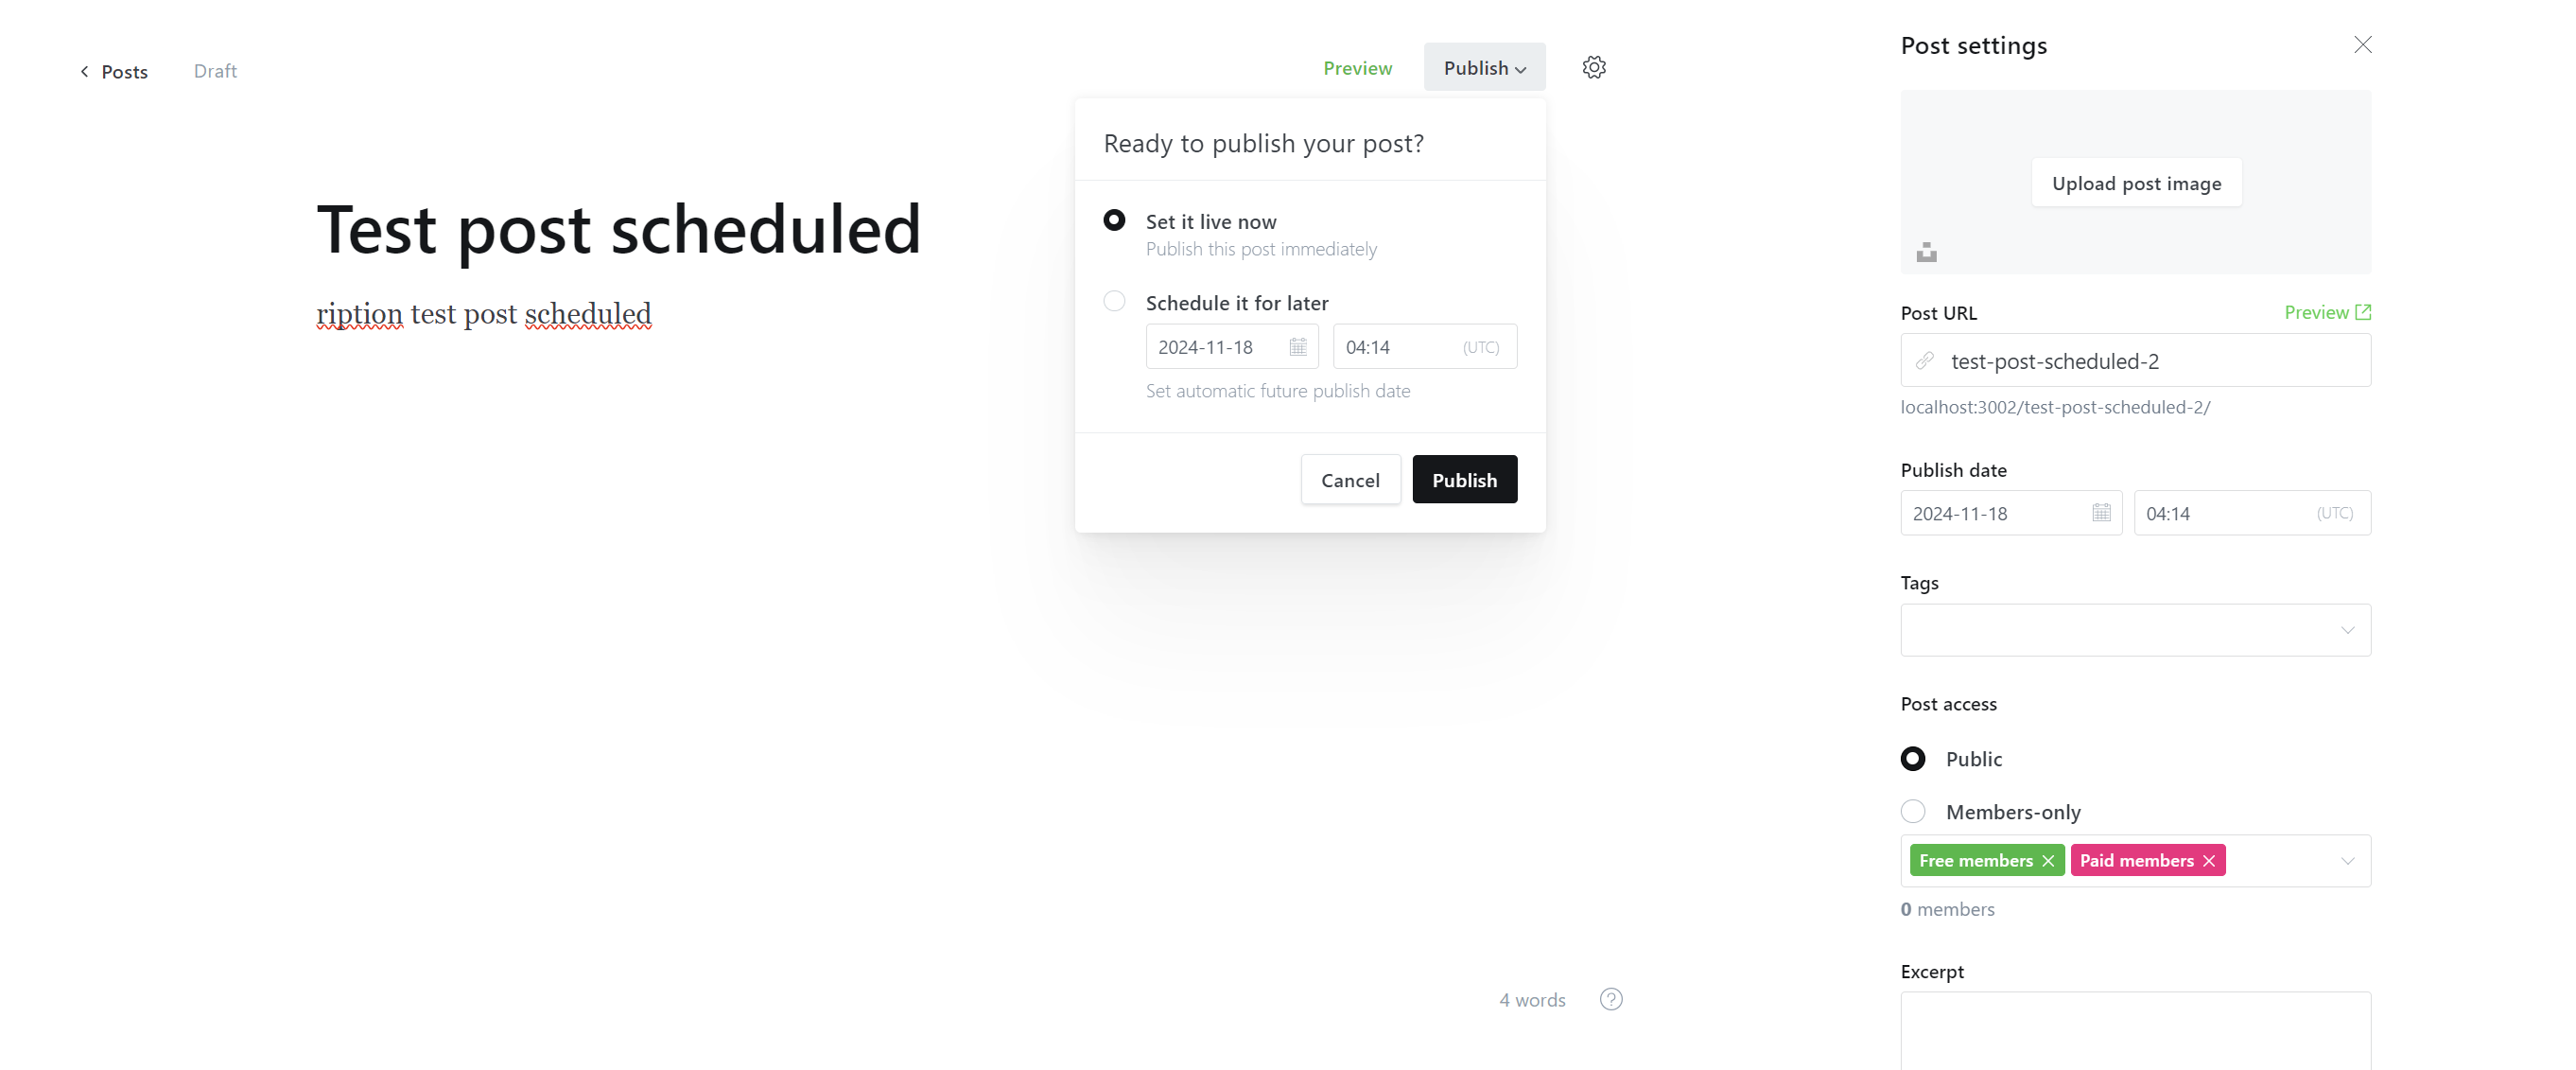 Posts
Draft
Preview
Publish
Ready to publish your post?
Set it live now
Publish this post immediately
Schedule it for later
2024-11-18
04:14
(UTC)
Set automatic future publish date
Cancel
Publish
Test post scheduled
ription test post scheduled
4 words
?
Post settings
Upload post image
Post URL
Preview
test-post-scheduled-2
localhost:3002/test-post-scheduled-2/
Publish date
2024-11-18
04:14
(UTC)
Tags
Post access
Public
Members-only
Free members
Paid members
0 members
Excerpt